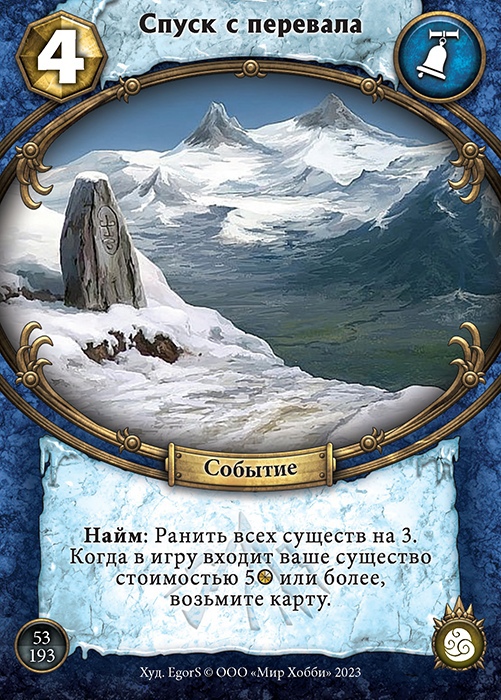 Спуск с перевала
4
Событие
Найм: Ранить всех существ на 3.
Когда в игру входит ваше существо
стоимостью 5 или более,
возьмите карту.
53
193
Худ. EgorS © ООО «Мир Хобби» 2023